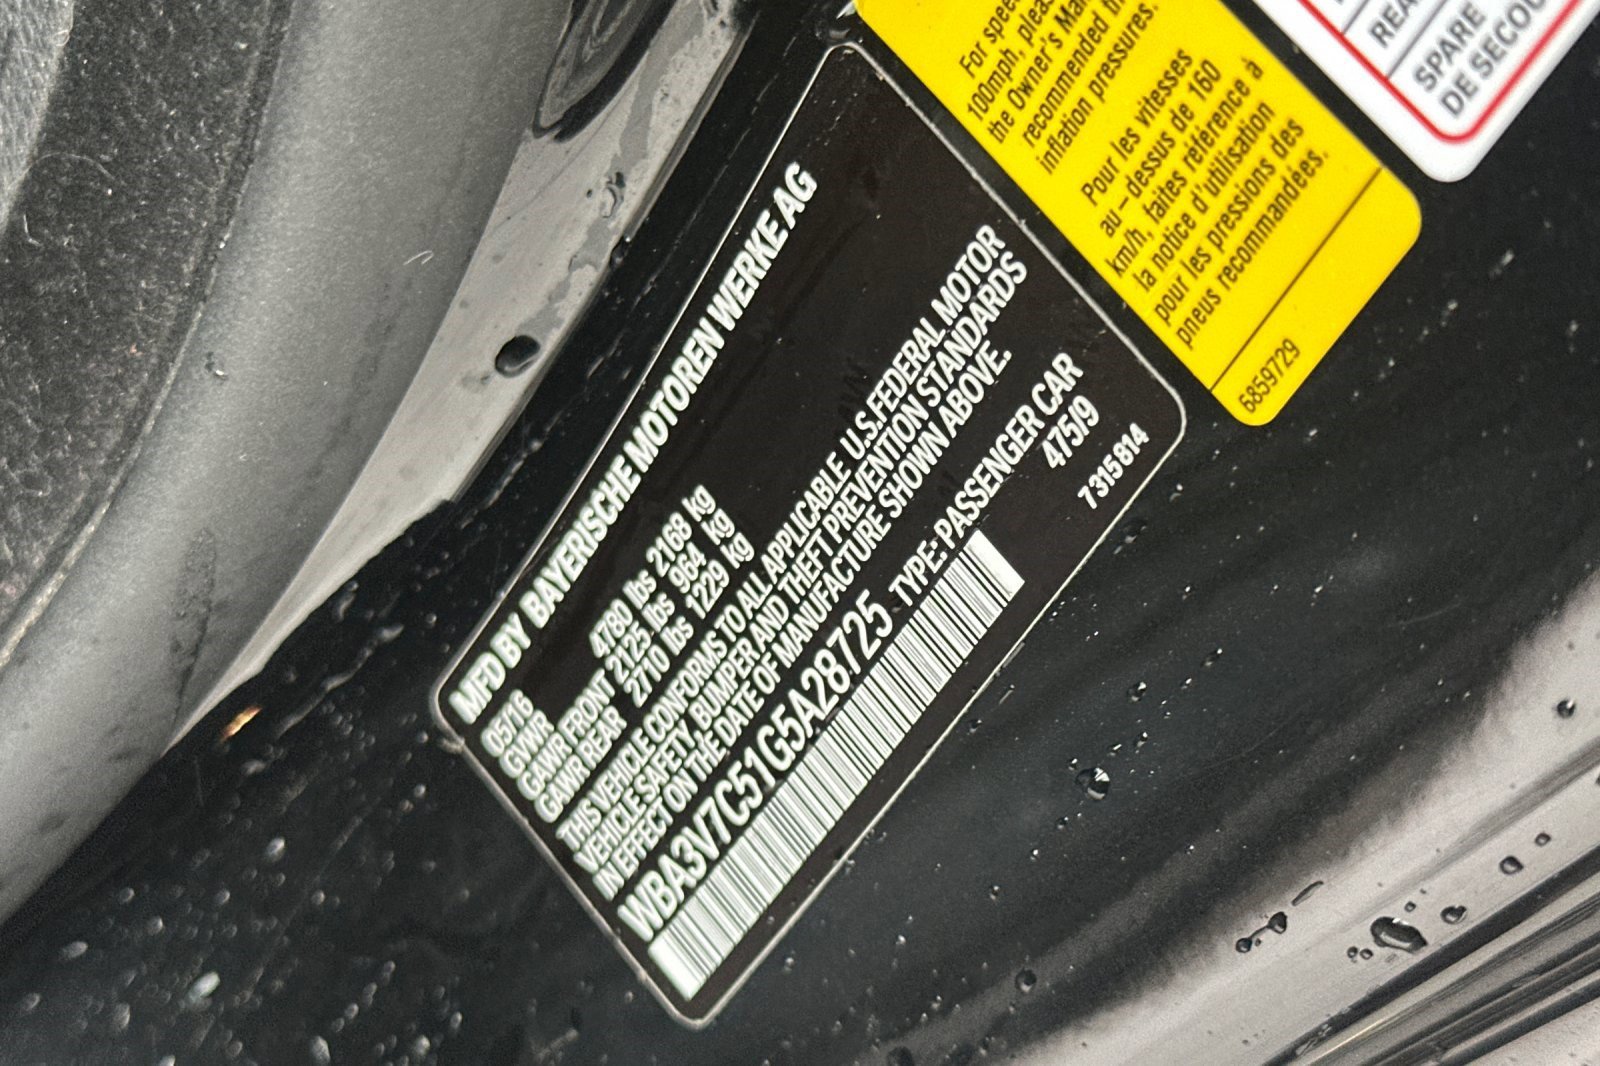 MFD BY BAYERISCHE MOTOREN WERKE AG
05/16
GVWR 4780 lbs 2168 kg
GAWR FRONT 2125 lbs 964 kg
GAWR REAR 2710 lbs 1229 kg
THIS VEHICLE CONFORMS TO ALL APPLICABLE U.S.FEDERAL MOTOR
VEHICLE SAFETY, BUMPER AND THEFT PREVENTION STANDARDS
IN EFFECT ON THE DATE OF MANUFACTURE SHOWN ABOVE.
WBA3V7C51G5A28725 TYPE: PASSENGER CAR
475/9
7315814
For
100mph,
the Owner's
recommended
inflation pressures.
Pour les vitesses
au-dessus de 160
km/h, faites référence à
la notice d'utilisation
pour les pressions des
pneus recommandées.
6859729
SPARE
DE